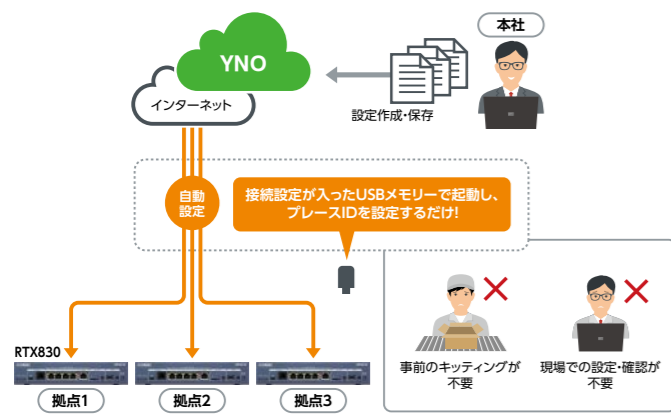 本社
YNO
インターネット
設定作成・保存
自動
設定
接続設定が入ったUSBメモリーで起動し、
プレースIDを設定するだけ!
RTX830
拠点1
拠点2
拠点3
事前のキッティングが
不要
現場での設定・確認が
不要